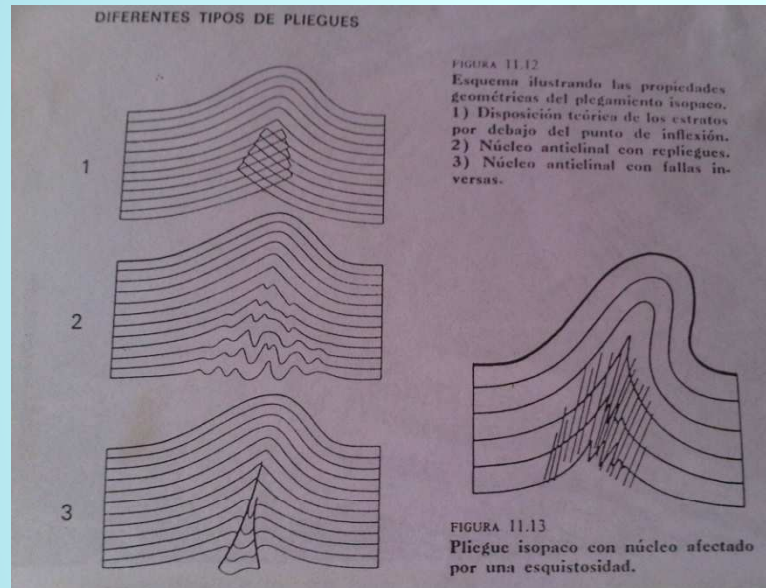 DIFERENTES TIPOS DE PLIEGUES
FIGURA 11.12
Esquema ilustrando las propiedades
geométricas del plegamiento isopaco.
1) Disposición teórica de los estratos
por debajo del punto de inflexión.
2) Núcleo anticlinal con repliegues.
3) Núcleo anticlinal con fallas in-
versas.
1
2
3
FIGURA 11.13
Pliegue isopaco con núcleo afectado
por una esquistosidad.